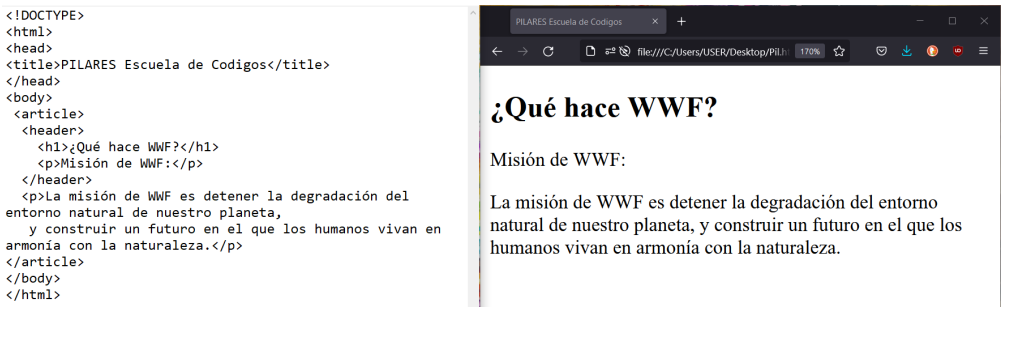 <!DOCTYPE>
<html>
<head>
<title>PILARES Escuela de Codigos</title>
</head>
<body>
<article>
<header>
<h1>¿Qué hace WWF?</h1>
<p>Misión de WWF:</p>
</header>
<p>La misión de WWF es detener la degradación del
entorno natural de nuestro planeta,
y construir un futuro en el que los humanos vivan en
armonía con la naturaleza.</p>
</article>
</body>
</html>
PILARES Escuela de Codigos
file:///C:/Users/USER/Desktop/Pil.h 170%
¿Qué hace WWF?
Misión de WWF:
La misión de WWF es detener la degradación del entorno
natural de nuestro planeta, y construir un futuro en el que los
humanos vivan en armonía con la naturaleza.